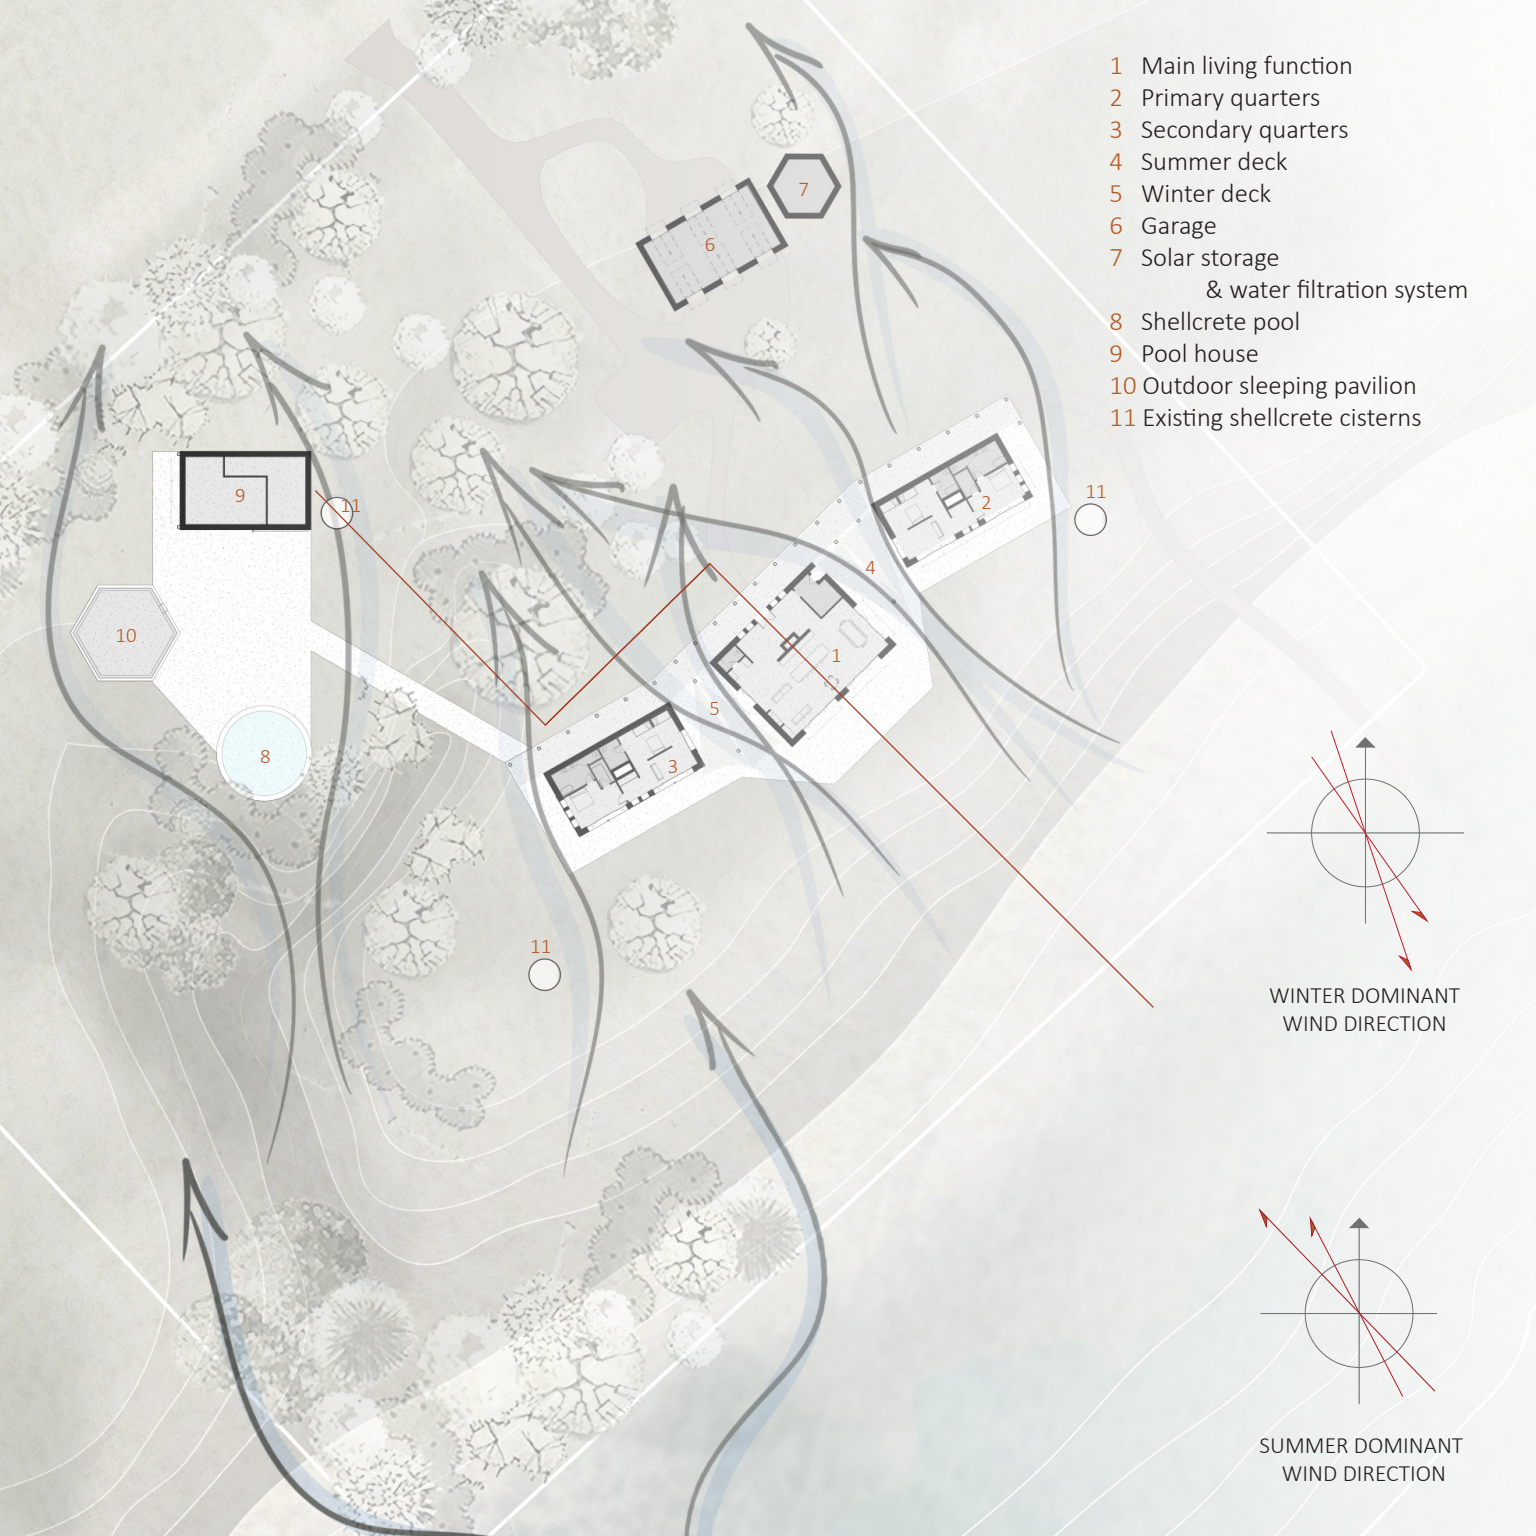 1 Main living function
2 Primary quarters
3 Secondary quarters
4 Summer deck
5 Winter deck
6 Garage
7 Solar storage
& water filtration system
8 Shellcrete pool
9 Pool house
10 Outdoor sleeping pavilion
11 Existing shellcrete cisterns
7
6
9
11
2
11
4
10
1
5
8
3
11
WINTER DOMINANT
WIND DIRECTION
SUMMER DOMINANT
WIND DIRECTION